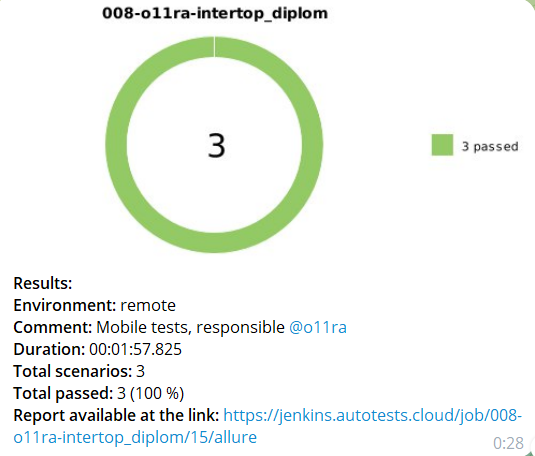 008-o11ra-intertop_diplom
3
3 passed
Results:
Environment: remote
Comment: Mobile tests, responsible @o11ra
Duration: 00:01:57.825
Total scenarios: 3
Total passed: 3 (100 %)
Report available at the link: https://jenkins.autotests.cloud/job/008-
o11ra-intertop_diplom/15/allure
0:28